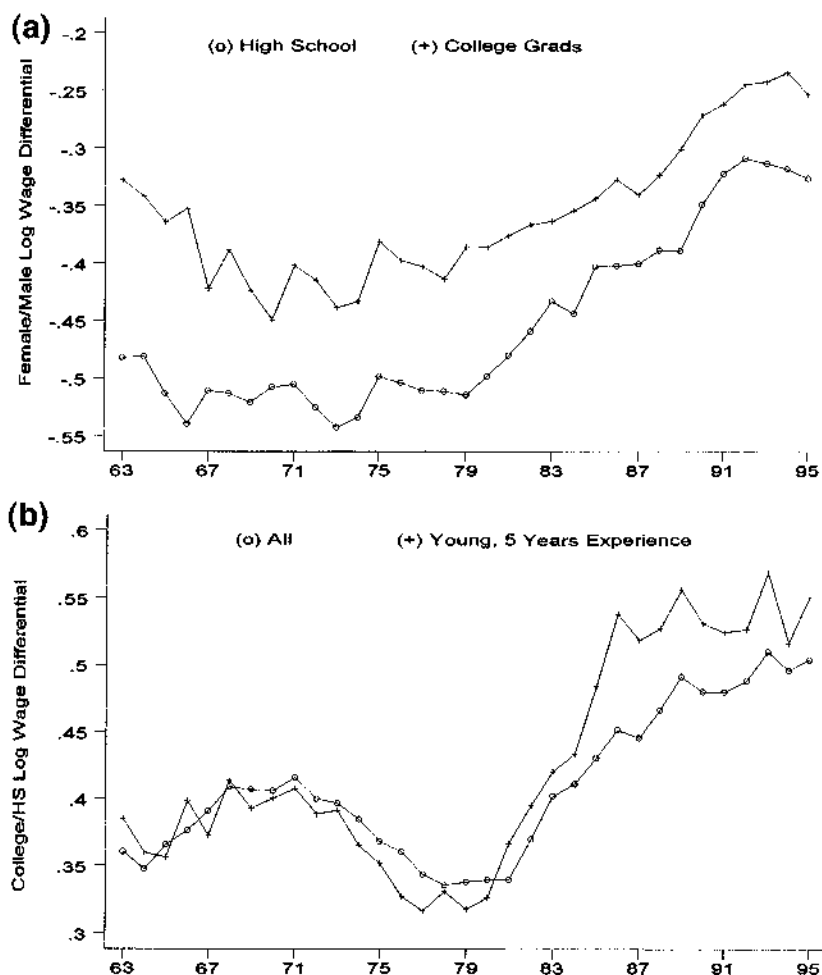 (a)
(o) High School (+) College Grads
Female/Male Log Wage Differential
-.2
-.25
-.3
-.35
-.4
-.45
-.5
-.55
63 67 71 75 79 83 87 91 95
(b)
(o) All (+) Young, 5 Years Experience
College/HS Log Wage Differential
.6
.55
.5
.45
.4
.35
.3
63 67 71 75 79 83 87 91 95